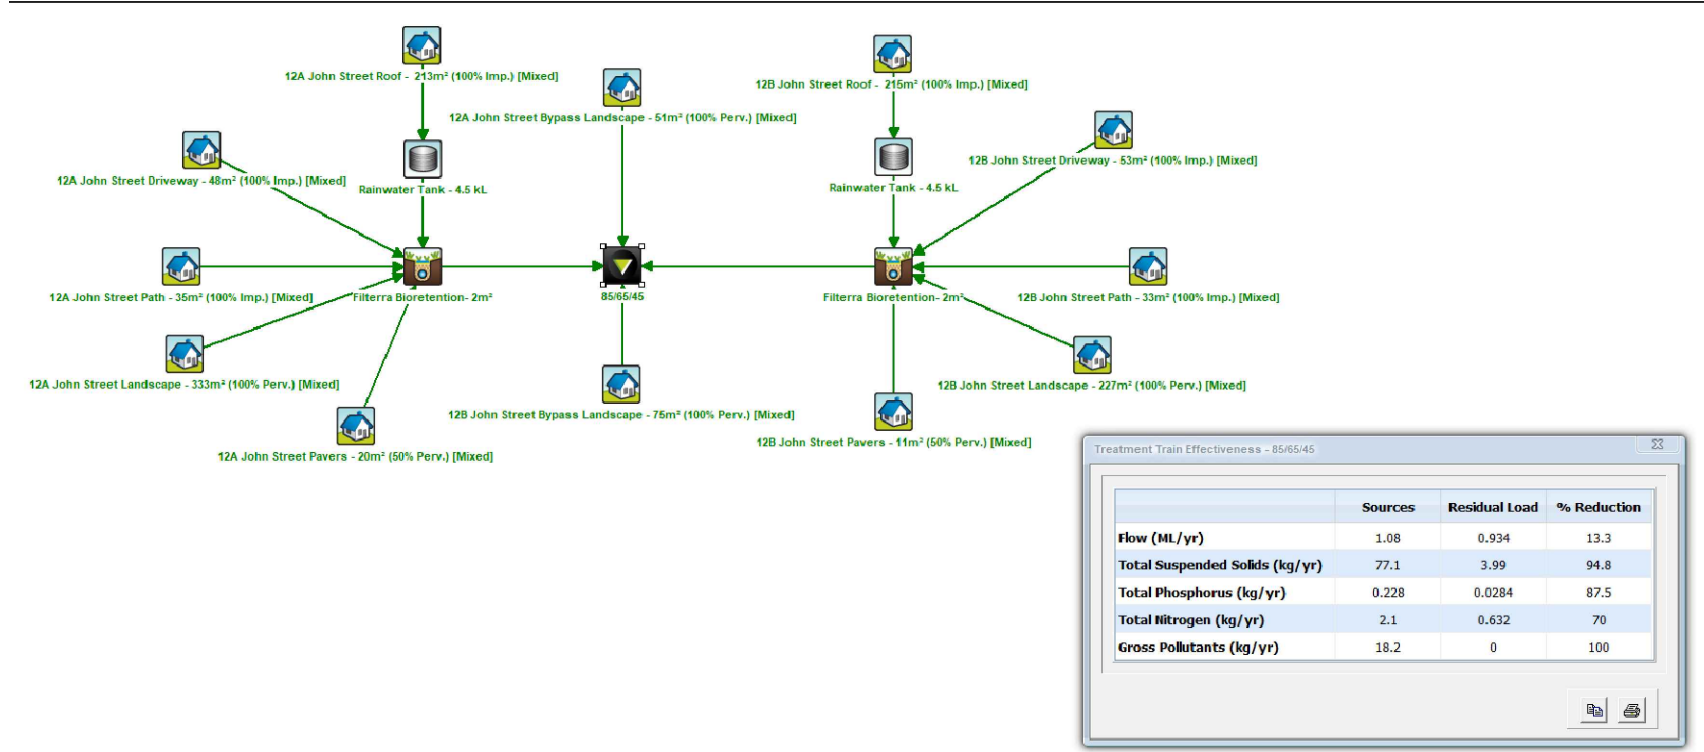 12A John Street Roof - 213m² (100% Imp.) [Mixed]
12B John Street Roof - 215m² (100% Imp.) [Mixed]
12A John Street Bypass Landscape - 51m² (100% Perv.) [Mixed]
12B John Street Driveway - 53m² (100% Imp.) [Mixed]
12A John Street Driveway - 48m² (100% Imp.) [Mixed]
Rainwater Tank - 4.5 kL
Rainwater Tank - 4.5 kL
12A John Street Path - 35m² (100% Imp.) [Mixed]
Filterra Bioretention- 2m²
85/65/45
Filterra Bioretention- 2m²
12B John Street Path - 33m² (100% Imp.) [Mixed]
12A John Street Landscape - 333m² (100% Perv.) [Mixed]
12B John Street Landscape - 227m² (100% Perv.) [Mixed]
12B John Street Bypass Landscape - 75m² (100% Perv.) [Mixed]
12B John Street Pavers - 11m² (50% Perv.) [Mixed]
12A John Street Pavers - 20m² (50% Perv.) [Mixed]
Treatment Train Effectiveness - 85/65/45
Sources Residual Load % Reduction
Flow (ML/yr) 1.08 0.934 13.3
Total Suspended Solids (kg/yr) 77.1 3.99 94.8
Total Phosphorus (kg/yr) 0.228 0.0284 87.5
Total Nitrogen (kg/yr) 2.1 0.632 70
Gross Pollutants (kg/yr) 18.2 0 100